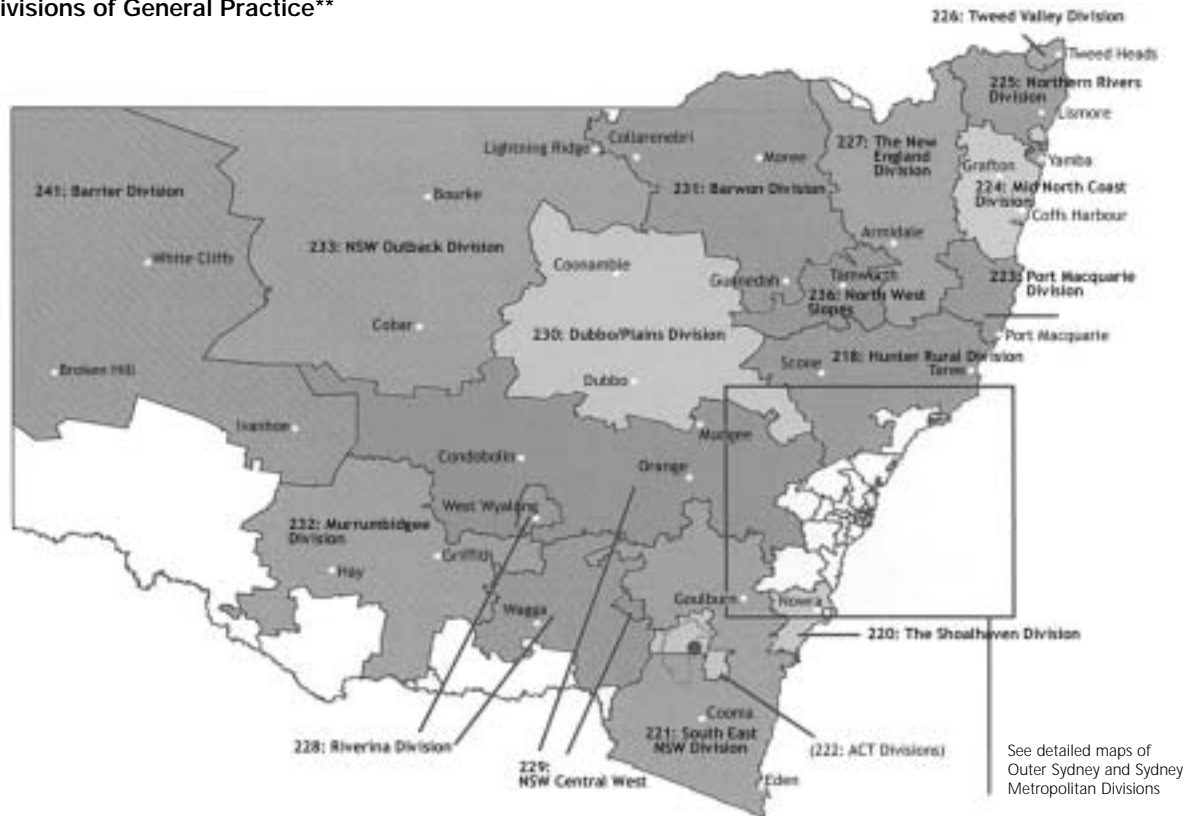 ivisions of General Practice**
226: Tweed Valley Division
Tweed Heads
225: Northern Rivers
Division
Lismore
Lightning Ridge
Collarenebri
Moree
227: The New
England
Division
Grafton
Yamba
241: Barrier Division
Bourke
231: Barwon Division
224: Mid North Coast
Division
Coffs Harbour
Armidale
233: NSW Outback Division
White Cliffs
Coonamble
Gunnedah
Tamworth
223: Port Macquarie
Division
236: North West
Slopes
Cobar
230: Dubbo/Plains Division
Port Macquarie
218: Hunter Rural Division
Scone
Taree
Broken Hill
Dubbo
Ivanhoe
Mungee
Condobolin
Orange
West Wyalong
232: Murrumbidgee
Division
Griffith
Hay
Goulburn
Nowra
Wagga
220: The Shoalhaven Division
Cooma
221: South East
NSW Division
228: Riverina Division
229:
NSW Central West
(222: ACT Divisions)
Eden
See detailed maps of
Outer Sydney and Sydney
Metropolitan Divisions